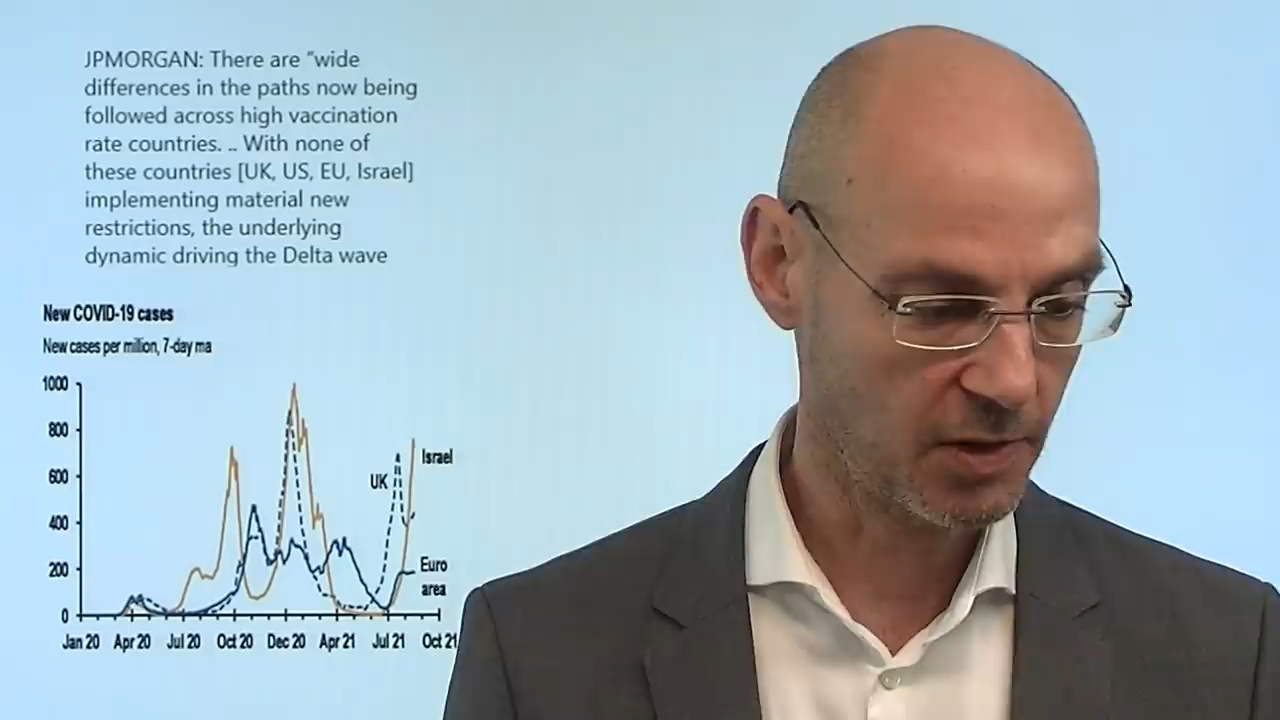 JPMORGAN: There are "wide
differences in the paths now being
followed across high vaccination
rate countries. .. With none of
these countries [UK, US, EU, Israel]
implementing material new
restrictions, the underlying
dynamic driving the Delta wave
New COVID-19 cases
New cases per million, 7-day ma
1000
800
600
400
200
0
Israel
UK
Euro
area
Jan 20 Apr 20 Jul 20 Oct 20 Dec 20 Apr 21 Jul 21 Oct 21